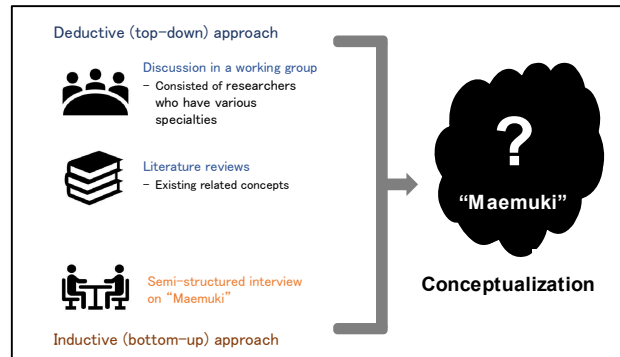 Deductive (top-down) approach
Discussion in a working group
- Consisted of researchers
who have various
specialties
Literature reviews
- Existing related concepts
Semi-structured interview
on "Maemuki"
Inductive (bottom-up) approach
?
“Maemuki”
Conceptualization